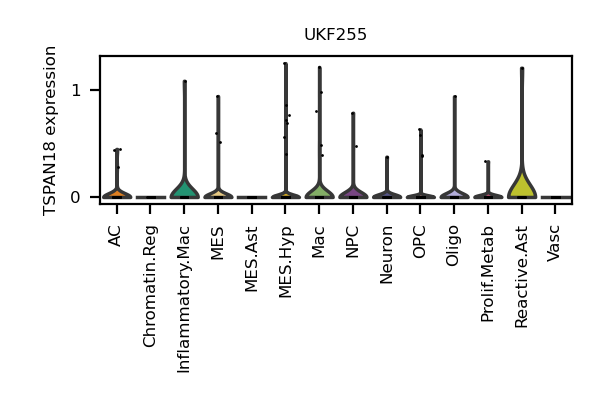 UKF255
TSPAN18 expression
1
0
AC
Chromatin.Reg
Inflammatory.Mac
MES
MES.Ast
MES.Hyp
Mac
NPC
Neuron
OPC
Oligo
Prolif.Metab
Reactive.Ast
Vasc